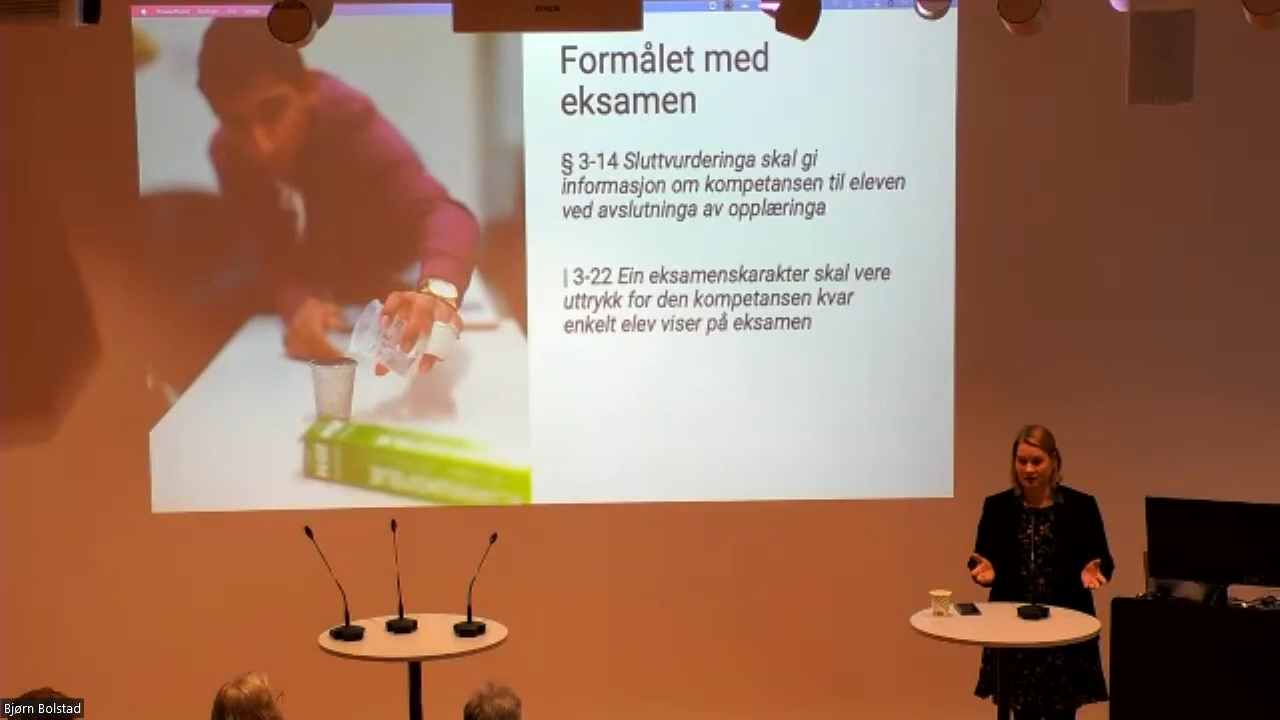 EPSON
Formålet med
eksamen
§ 3-14 Sluttvurderinga skal gi
informasjon om kompetansen til eleven
ved avslutninga av opplæringa
| 3-22 Ein eksamenskarakter skal vere
uttrykk for den kompetansen kvar
enkelt elev viser på eksamen
Bjørn Bolstad